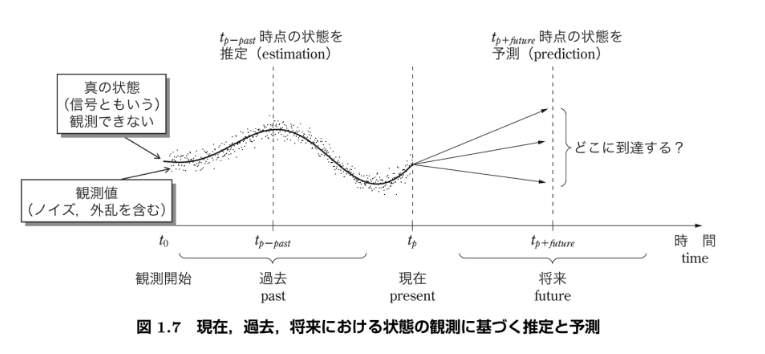 t_{p−past} 時点の状態を
推定（estimation）
t_{p+future} 時点の状態を
予測（prediction）
真の状態
（信号ともいう）
観測できない
どこに到達する？
観測値
（ノイズ，外乱を含む）
t_0
t_{p−past}
t_p
t_{p+future}
時　間
time
観測開始
過去
past
現在
present
将来
future
図 1.7　現在，過去，将来における状態の観測に基づく推定と予測